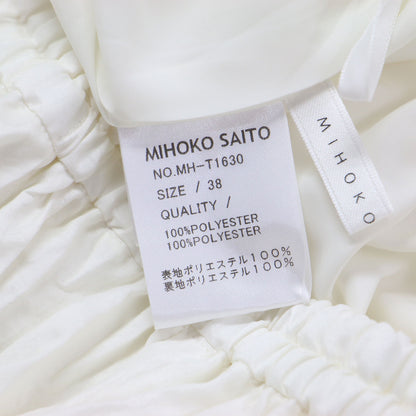 MIHOKO SAITO
NO.MH-T1630
SIZE / 38
QUALITY /
100%POLYESTER
100%POLYESTER
表地ポリエステル100%
裏地ポリエステル100%
MIHOKO